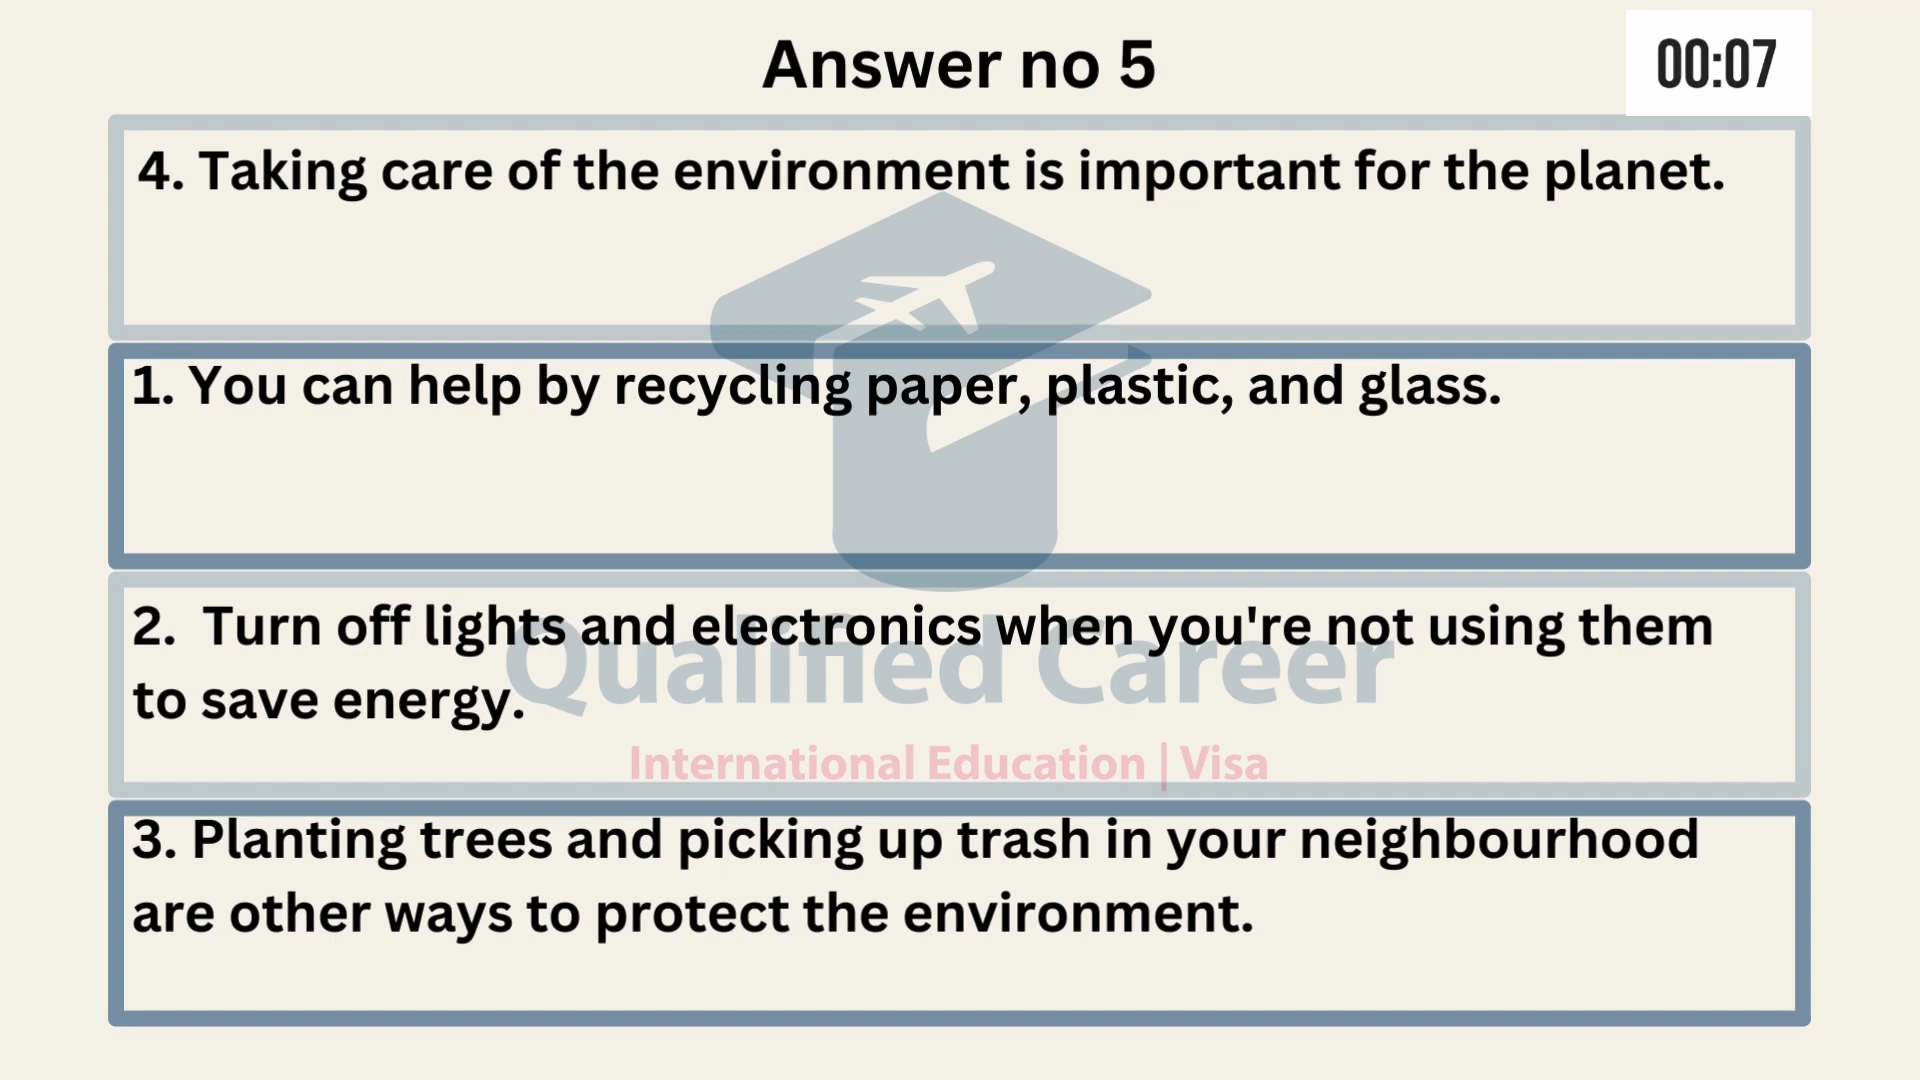 Answer no 5
00:07
4. Taking care of the environment is important for the planet.
1. You can help by recycling paper, plastic, and glass.
2. Turn off lights and electronics when you're not using them
to save energy.
Qualified Career
International Education | Visa
3. Planting trees and picking up trash in your neighbourhood
are other ways to protect the environment.